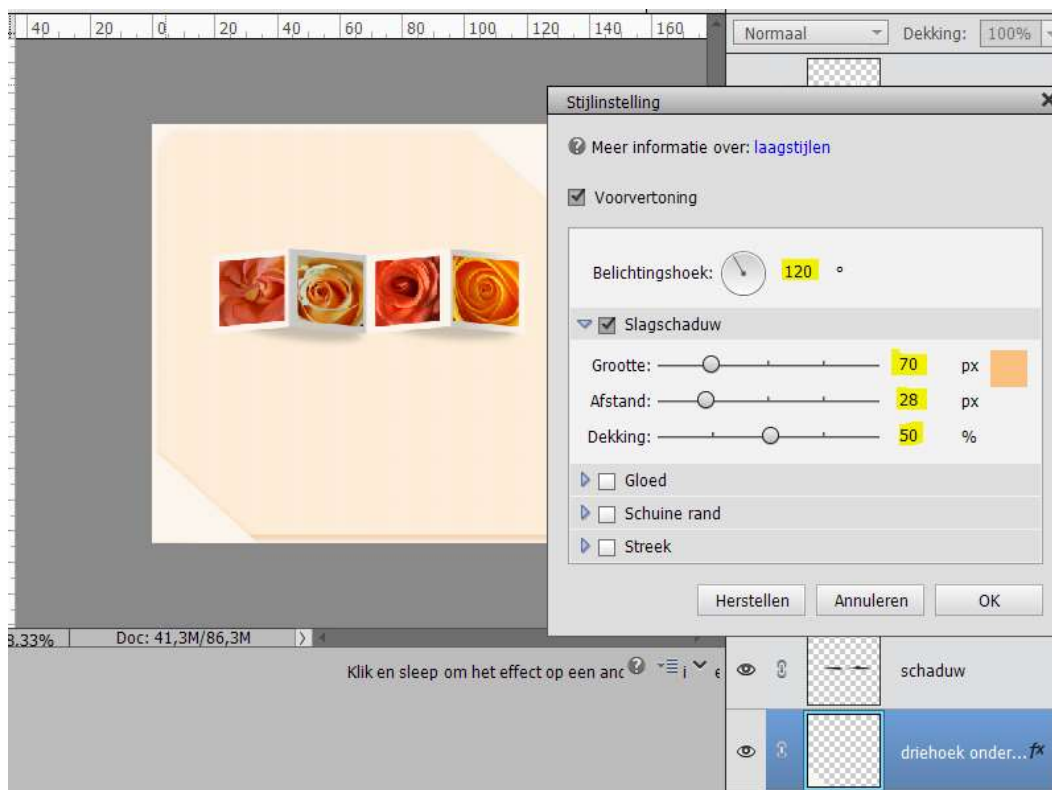 40 20 0 20 40 60 80 100 120 140 160
Normaal Dekking: 100%
Stijlinstelling
Meer informatie over: laagstijlen
Voorvertoning
Belichtingshoek: 120 °
Slagschaduw
Grootte: 70 px
Afstand: 28 px
Dekking: 50 %
Gloed
Schuine rand
Streek
Herstellen Annuleren OK
8.33% Doc: 41,3M/86,3M
Klik en sleep om het effect op een
schaduw
driehoek onder... fx